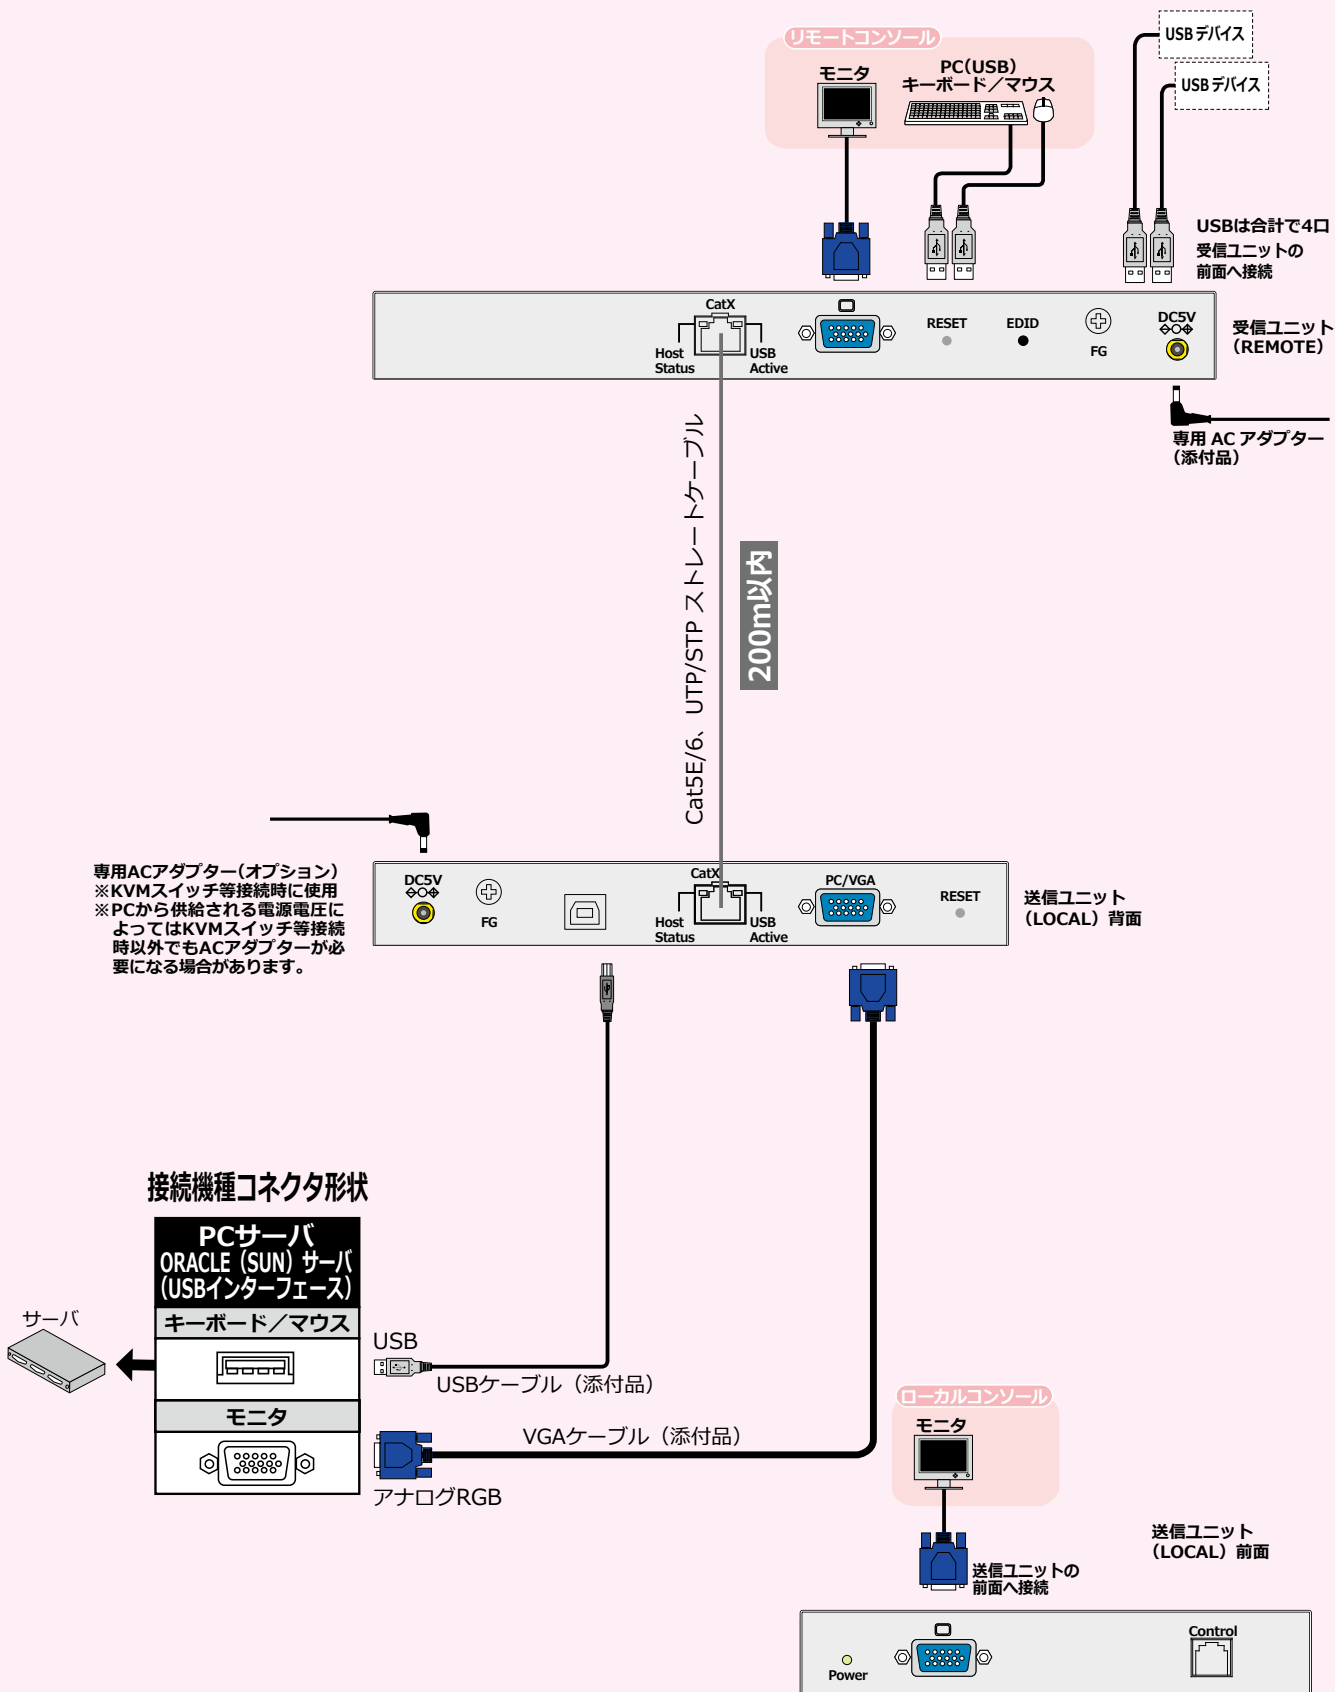 リモートコンソール
モニタ
PC(USB)
キーボード／マウス
USBデバイス
USBデバイス
USBは合計で4口
受信ユニットの
前面へ接続
CatX
Host
Status
USB
Active
RESET
EDID
FG
DC5V
受信ユニット
（REMOTE）
専用 AC アダプター
（添付品）
Cat5E/6、 UTP/STP ストレートケーブル
200m以内
専用ACアダプター（オプション）
※KVMスイッチ等接続時に使用
※PCから供給される電源電圧に
よってはKVMスイッチ等接続
時以外でもACアダプターが必
要になる場合があります。
DC5V
FG
CatX
Host
Status
USB
Active
PC/VGA
RESET
送信ユニット
（LOCAL）背面
接続機種コネクタ形状
PCサーバ
ORACLE（SUN）サーバ
（USBインターフェース）
キーボード／マウス
モニタ
サーバ
USB
USBケーブル（添付品）
VGAケーブル（添付品）
アナログRGB
ローカルコンソール
モニタ
送信ユニットの
前面へ接続
送信ユニット
（LOCAL）前面
Power
Control